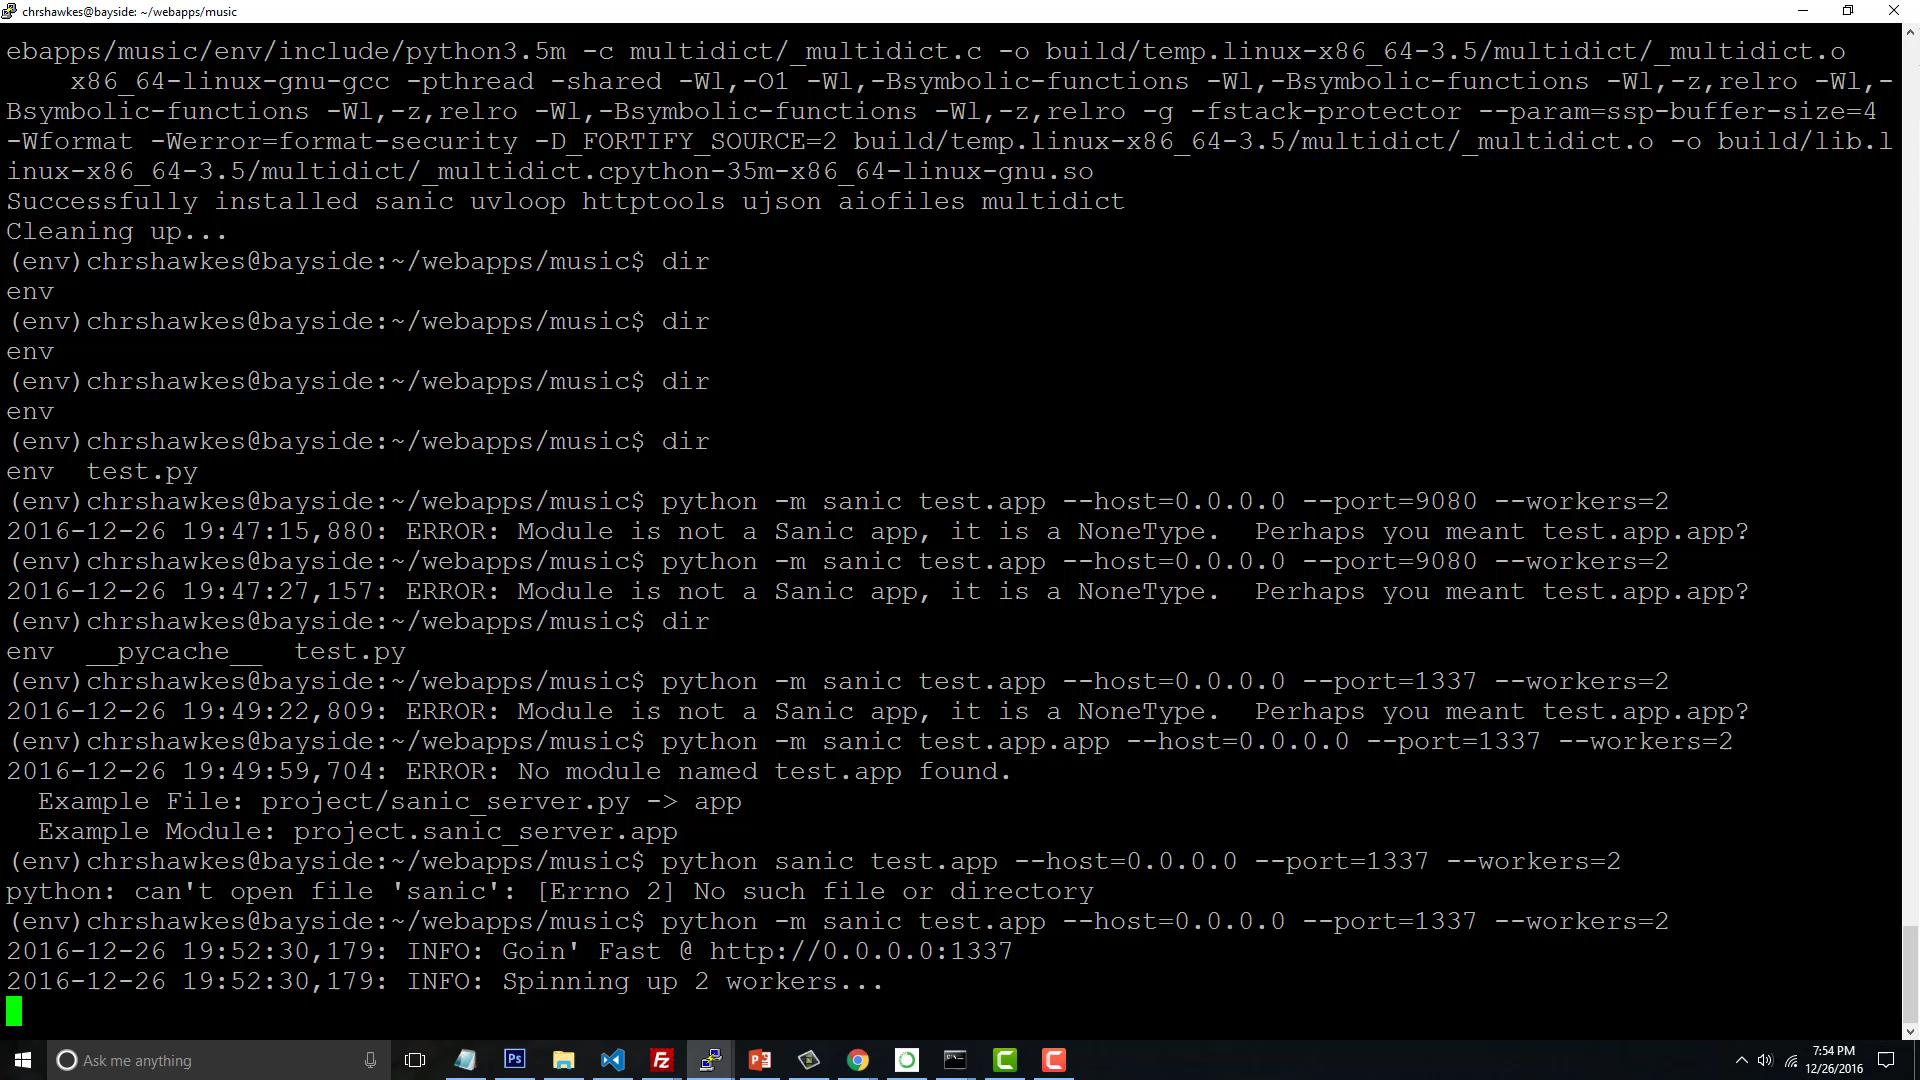 chrshawkes@bayside: ~/webapps/music
ebapps/music/env/include/python3.5m -c multidict/_multidict.c -o build/temp.linux-x86_64-3.5/multidict/_multidict.o
x86_64-linux-gnu-gcc -pthread -shared -Wl,-O1 -Wl,-Bsymbolic-functions -Wl,-Bsymbolic-functions -Wl,-z,relro -Wl,-
Bsymbolic-functions -Wl,-z,relro -Wl,-Bsymbolic-functions -Wl,-z,relro -g -fstack-protector --param=ssp-buffer-size=4
-Wformat -Werror=format-security -D_FORTIFY_SOURCE=2 build/temp.linux-x86_64-3.5/multidict/_multidict.o -o build/lib.l
inux-x86_64-3.5/multidict/_multidict.cpython-35m-x86_64-linux-gnu.so
Successfully installed sanic uvloop httptools ujson aiofiles multidict
Cleaning up...
(env)chrshawkes@bayside:~/webapps/music$ dir
env
(env)chrshawkes@bayside:~/webapps/music$ dir
env
(env)chrshawkes@bayside:~/webapps/music$ dir
env
(env)chrshawkes@bayside:~/webapps/music$ dir
env  test.py
(env)chrshawkes@bayside:~/webapps/music$ python -m sanic test.app --host=0.0.0.0 --port=9080 --workers=2
2016-12-26 19:47:15,880: ERROR: Module is not a Sanic app, it is a NoneType.  Perhaps you meant test.app.app?
(env)chrshawkes@bayside:~/webapps/music$ python -m sanic test.app --host=0.0.0.0 --port=9080 --workers=2
2016-12-26 19:47:27,157: ERROR: Module is not a Sanic app, it is a NoneType.  Perhaps you meant test.app.app?
(env)chrshawkes@bayside:~/webapps/music$ dir
env  __pycache__  test.py
(env)chrshawkes@bayside:~/webapps/music$ python -m sanic test.app --host=0.0.0.0 --port=1337 --workers=2
2016-12-26 19:49:22,809: ERROR: Module is not a Sanic app, it is a NoneType.  Perhaps you meant test.app.app?
(env)chrshawkes@bayside:~/webapps/music$ python -m sanic test.app.app --host=0.0.0.0 --port=1337 --workers=2
2016-12-26 19:49:59,704: ERROR: No module named test.app found.
Example File: project/sanic_server.py -> app
Example Module: project.sanic_server.app
(env)chrshawkes@bayside:~/webapps/music$ python sanic test.app --host=0.0.0.0 --port=1337 --workers=2
python: can't open file 'sanic': [Errno 2] No such file or directory
(env)chrshawkes@bayside:~/webapps/music$ python -m sanic test.app --host=0.0.0.0 --port=1337 --workers=2
2016-12-26 19:52:30,179: INFO: Goin' Fast @ http://0.0.0.0:1337
2016-12-26 19:52:30,179: INFO: Spinning up 2 workers...
Ask me anything
Ps
Fz
7:54 PM
12/26/2016